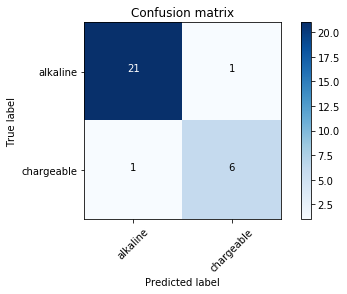 Confusion matrix
True label
alkaline
21
1
chargeable
1
6
alkaline
chargeable
Predicted label
20.0
17.5
15.0
12.5
10.0
7.5
5.0
2.5